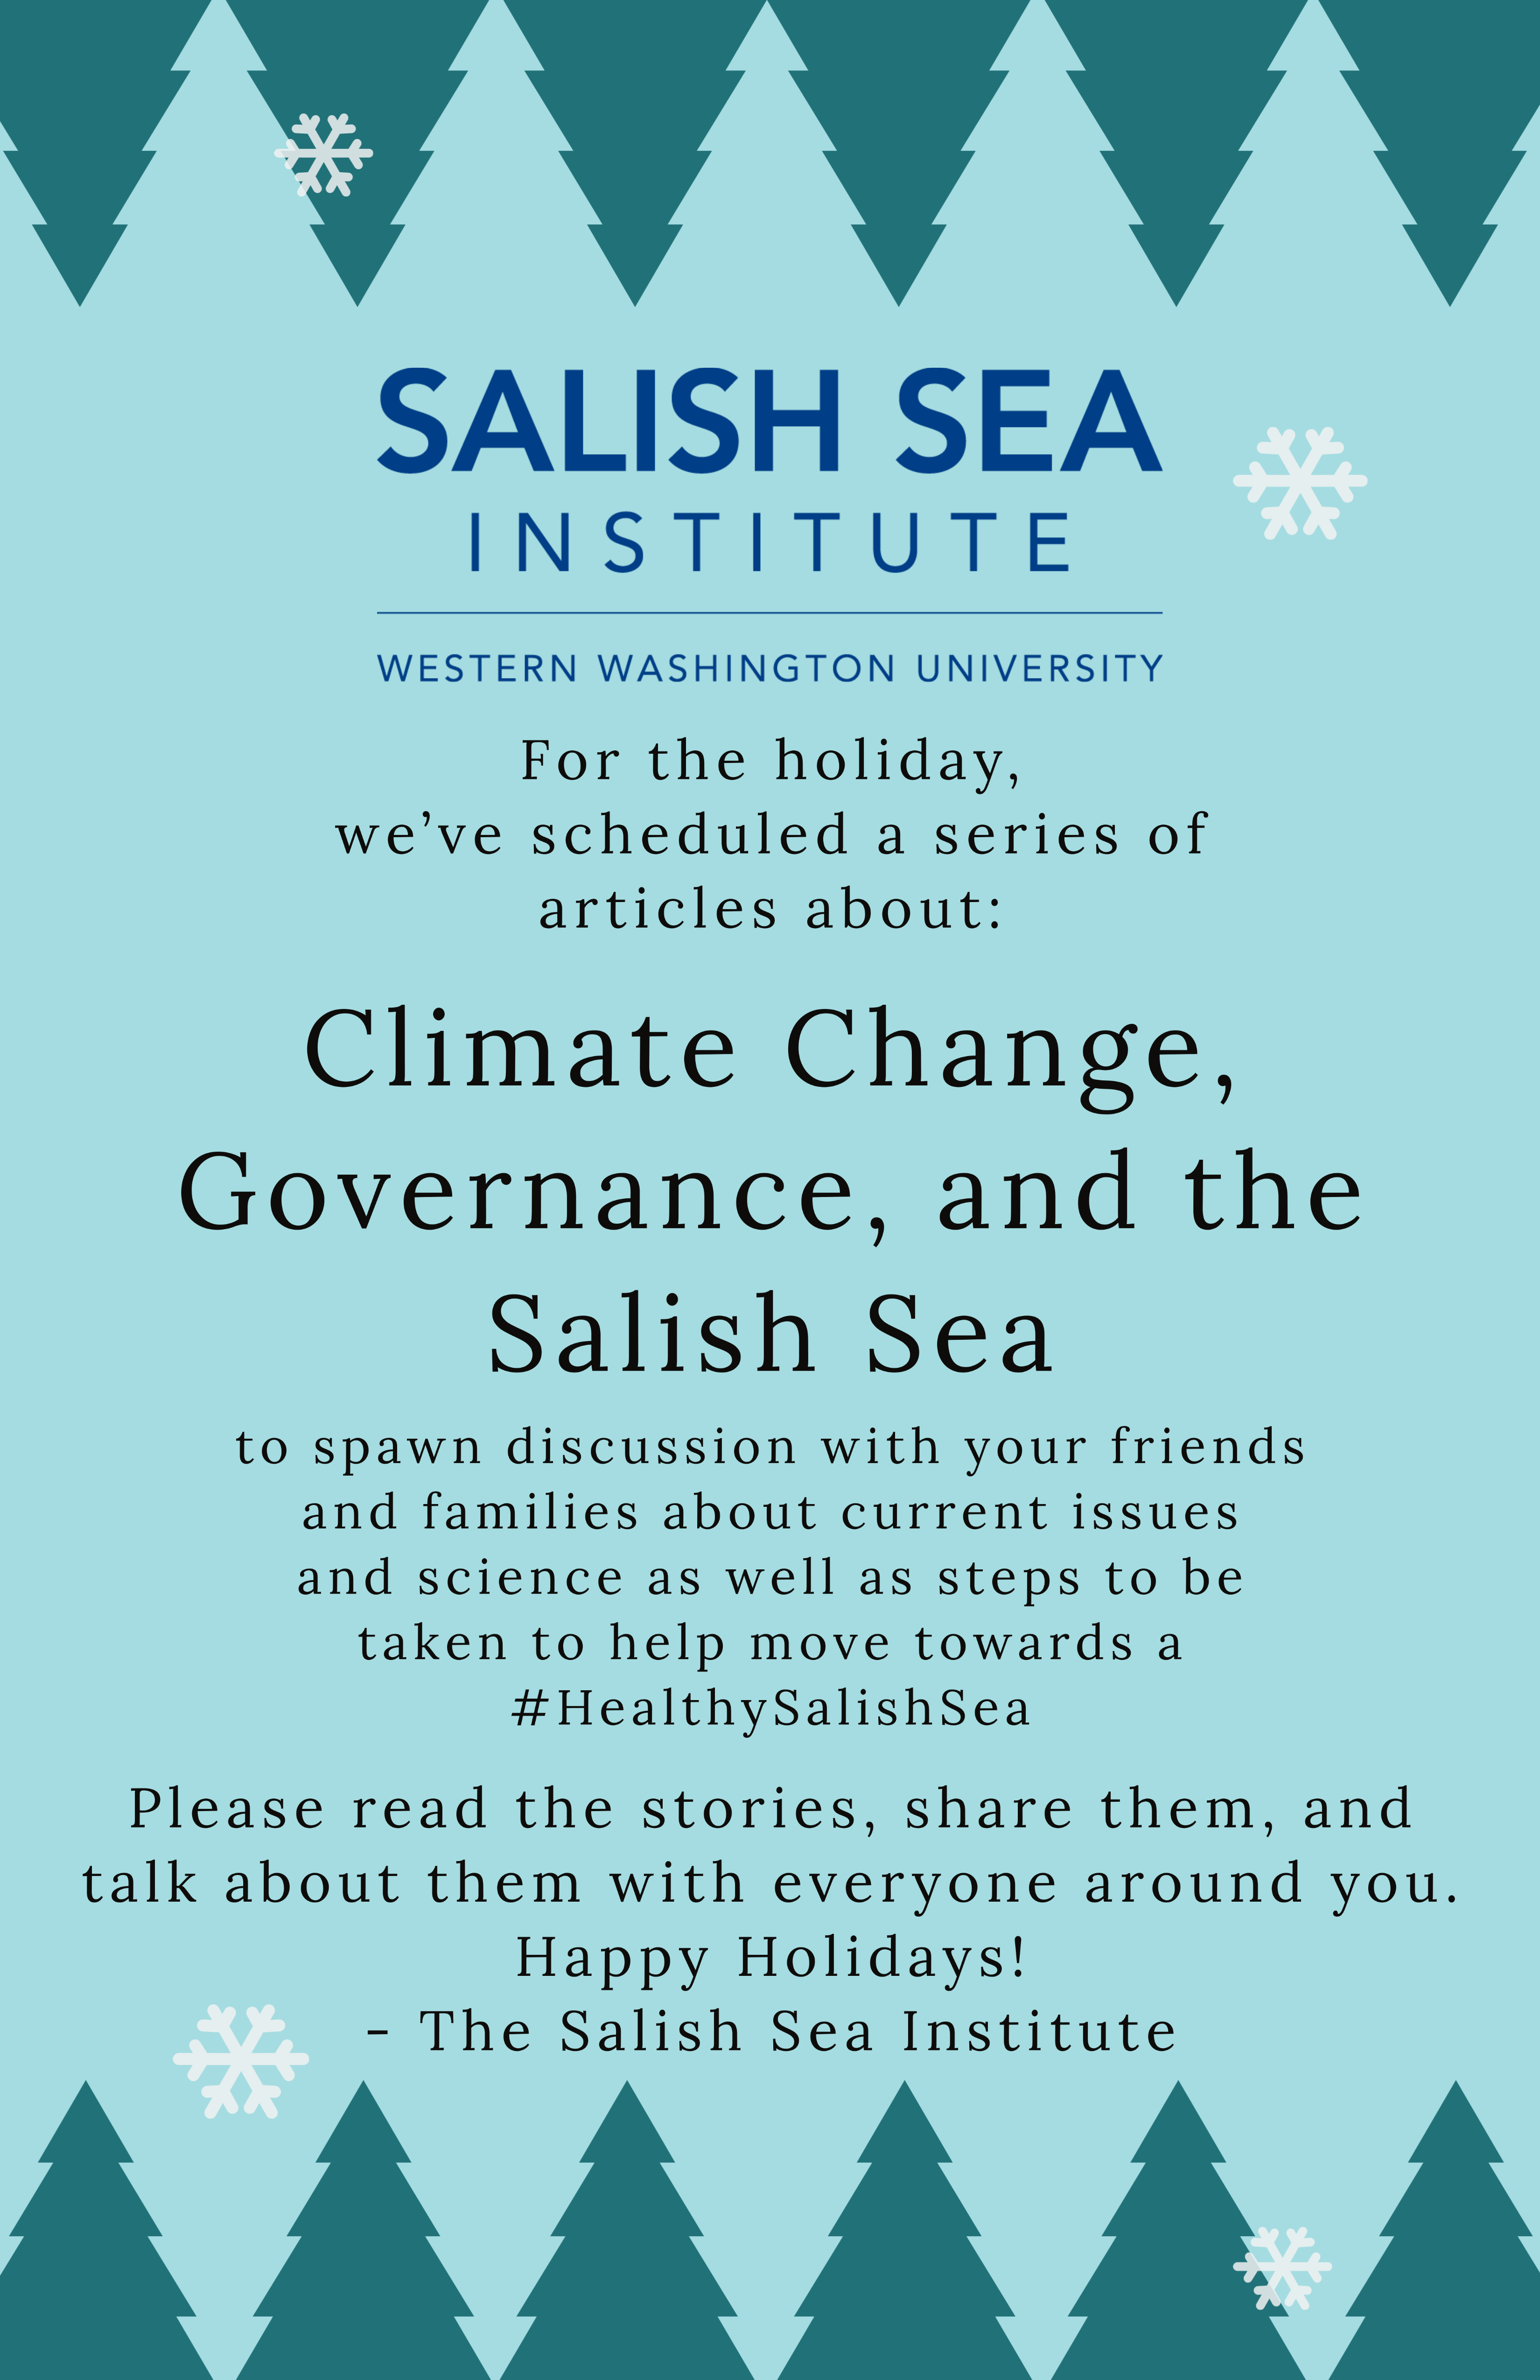 SALISH SEA
INSTITUTE
WESTERN WASHINGTON UNIVERSITY
For the holiday,
we’ve scheduled a series of
articles about:
Climate Change,
Governance, and the
Salish Sea
to spawn discussion with your friends
and families about current issues
and science as well as steps to be
taken to help move towards a
#HealthySalishSea
Please read the stories, share them, and
talk about them with everyone around you.
Happy Holidays!
- The Salish Sea Institute